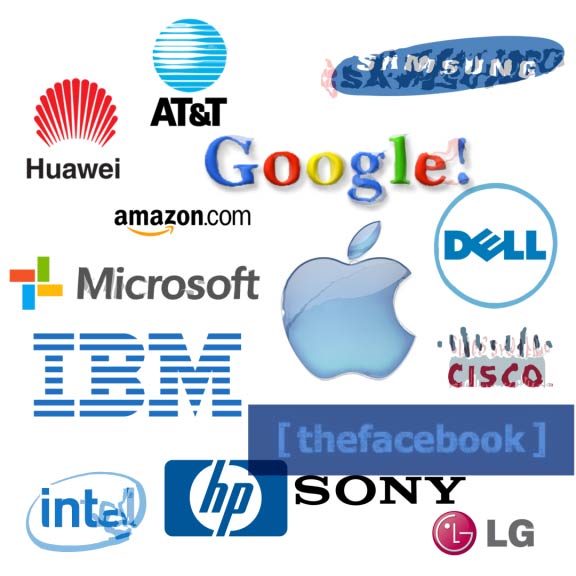 AT&T
SAMSUNG
Huawei
Google!
amazon.com
DELL
Microsoft
IBM
CISCO
[ thefacebook ]
intel
hp
SONY
LG